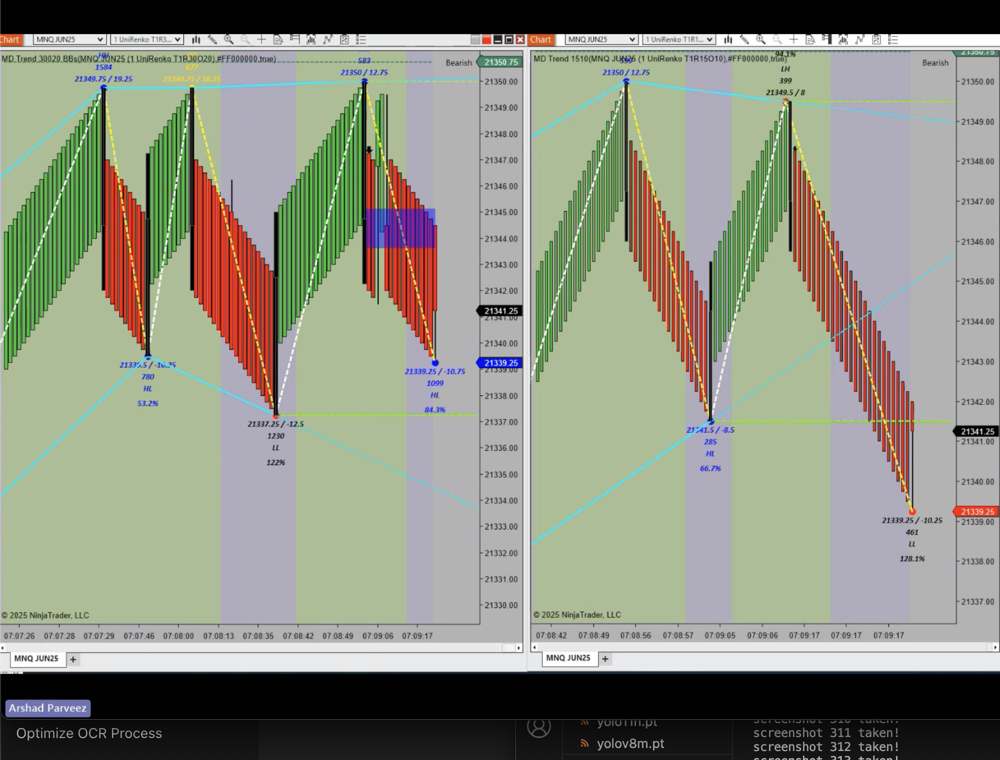 Chart MNQ JUN25 1 UniRenko T1R3...
Chart MNQ JUN25 1 UniRenko T1R1...
MD Trend 30020 BBs(MNQ JUN25 (1 UniRenko T1R30O20),#FF000000,true)
Bearish
1584
21349.75 / 19.25
677
21349.75 / 10.25
583
21350 / 12.75
21339.5 / -10.25
780
HL
53.2%
21337.25 / -12.5
1230
LL
122%
21339.25 / -10.75
1099
HL
84.3%
21350.75
21350.00
21349.00
21348.00
21347.00
21346.00
21345.00
21344.00
21343.00
21342.00
21341.25
21340.00
21339.25
21338.00
21337.00
21336.00
21335.00
21334.00
21333.00
21332.00
21331.00
21330.00
© 2025 NinjaTrader, LLC
07:07:26 07:07:28 07:07:29 07:07:46 07:08:00 07:08:13 07:08:35 07:08:42 07:08:49 07:09:06 07:09:17
MNQ JUN25 +
MD Trend 1510(MNQ JUN25 (1 UniRenko T1R15O10),#FF000000,true)
Bearish
21350 / 12.75
94.1%
LH
399
21349.5 / 8
21341.5 / -8.5
285
HL
66.7%
21339.25 / -10.25
461
LL
128.1%
21350.75
21350.00
21349.00
21348.00
21347.00
21346.00
21345.00
21344.00
21343.00
21342.00
21341.25
21340.00
21339.25
21339.00
21338.00
21337.00
© 2025 NinjaTrader, LLC
07:08:42 07:08:49 07:08:56 07:08:57 07:09:05 07:09:06 07:09:17 07:09:17 07:09:17
MNQ JUN25 +
Arshad Parveez
Optimize OCR Process
yolo11n.pt
yolov8m.pt
screenshot 310 taken!
screenshot 311 taken!
screenshot 312 taken!
screenshot 313 taken!